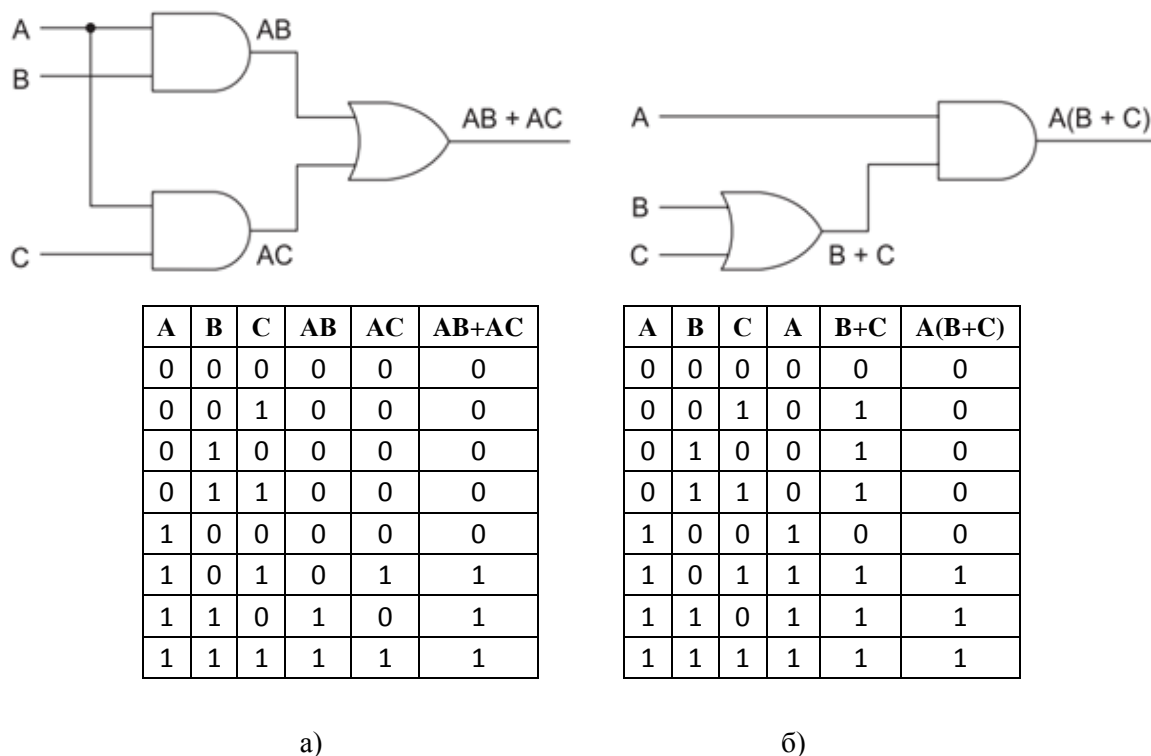 A
B
C
AB
AC
AB + AC
A
B
C
B + C
A(B + C)
A B C AB AC AB+AC
0 0 0 0 0 0
0 0 1 0 0 0
0 1 0 0 0 0
0 1 1 0 0 0
1 0 0 0 0 0
1 0 1 0 1 1
1 1 0 1 0 1
1 1 1 1 1 1
A B C A B+C A(B+C)
0 0 0 0 0 0
0 0 1 0 1 0
0 1 0 0 1 0
0 1 1 0 1 0
1 0 0 1 0 0
1 0 1 1 1 1
1 1 0 1 1 1
1 1 1 1 1 1
а)
б)